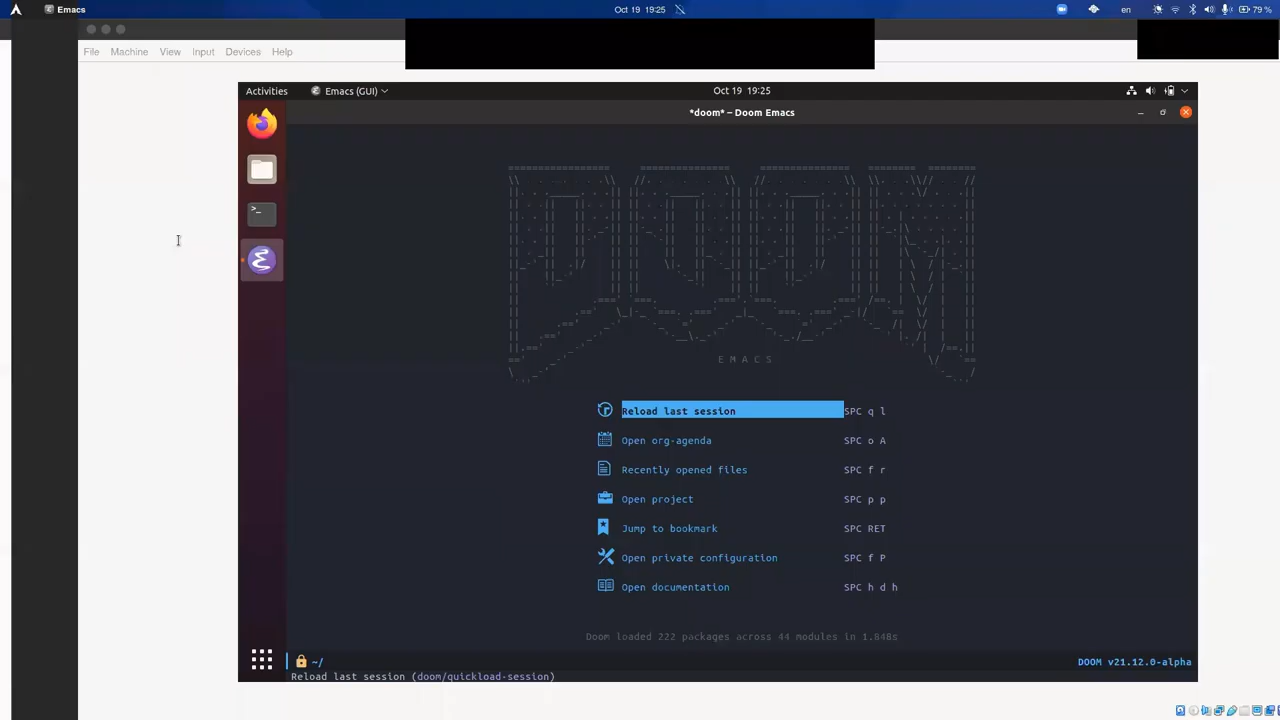 Emacs
Oct 19 19:25
en
79 %
File Machine View Input Devices Help
Activities
Emacs (GUI)
Oct 19 19:25
*doom* – Doom Emacs
E M A C S
Reload last session SPC q l
Open org-agenda SPC o A
Recently opened files SPC f r
Open project SPC p p
Jump to bookmark SPC RET
Open private configuration SPC f P
Open documentation SPC h d h
Doom loaded 222 packages across 44 modules in 1.848s
~/
DOOM v21.12.0-alpha
Reload last session (doom/quickload-session)